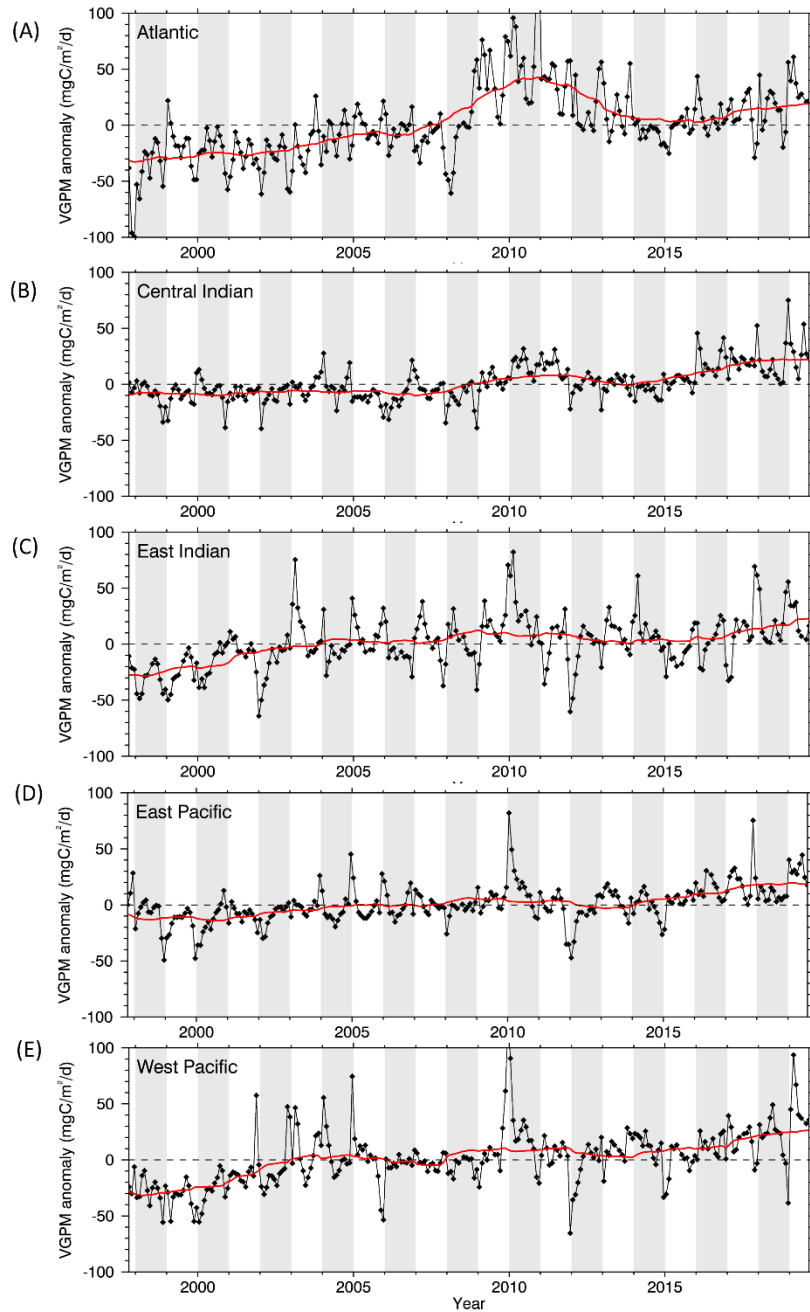 (A)
Atlantic
VGPM anomaly (mgC/m²/d)
100
50
0
-50
-100
2000 2005 2010 2015
(B)
Central Indian
VGPM anomaly (mgC/m²/d)
100
50
0
-50
-100
2000 2005 2010 2015
(C)
East Indian
VGPM anomaly (mgC/m²/d)
100
50
0
-50
-100
2000 2005 2010 2015
(D)
East Pacific
VGPM anomaly (mgC/m²/d)
100
50
0
-50
-100
2000 2005 2010 2015
(E)
West Pacific
VGPM anomaly (mgC/m²/d)
100
50
0
-50
-100
2000 2005 2010 2015
Year